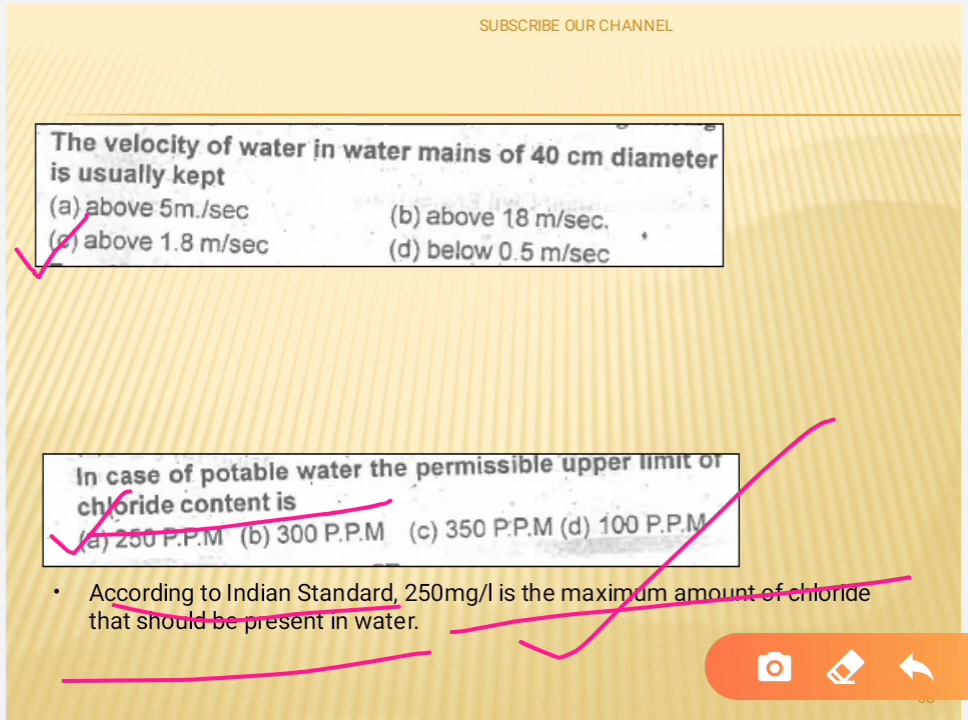 SUBSCRIBE OUR CHANNEL
The velocity of water in water mains of 40 cm diameter
is usually kept
(a) above 5m./sec (b) above 18 m/sec.
(c) above 1.8 m/sec (d) below 0.5 m/sec
In case of potable water the permissible upper limit of
chloride content is
(a) 250 P.P.M (b) 300 P.P.M (c) 350 P.P.M (d) 100 P.P.M
• According to Indian Standard, 250mg/l is the maximum amount of chloride
that should be present in water.